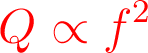 Q ∝ f²